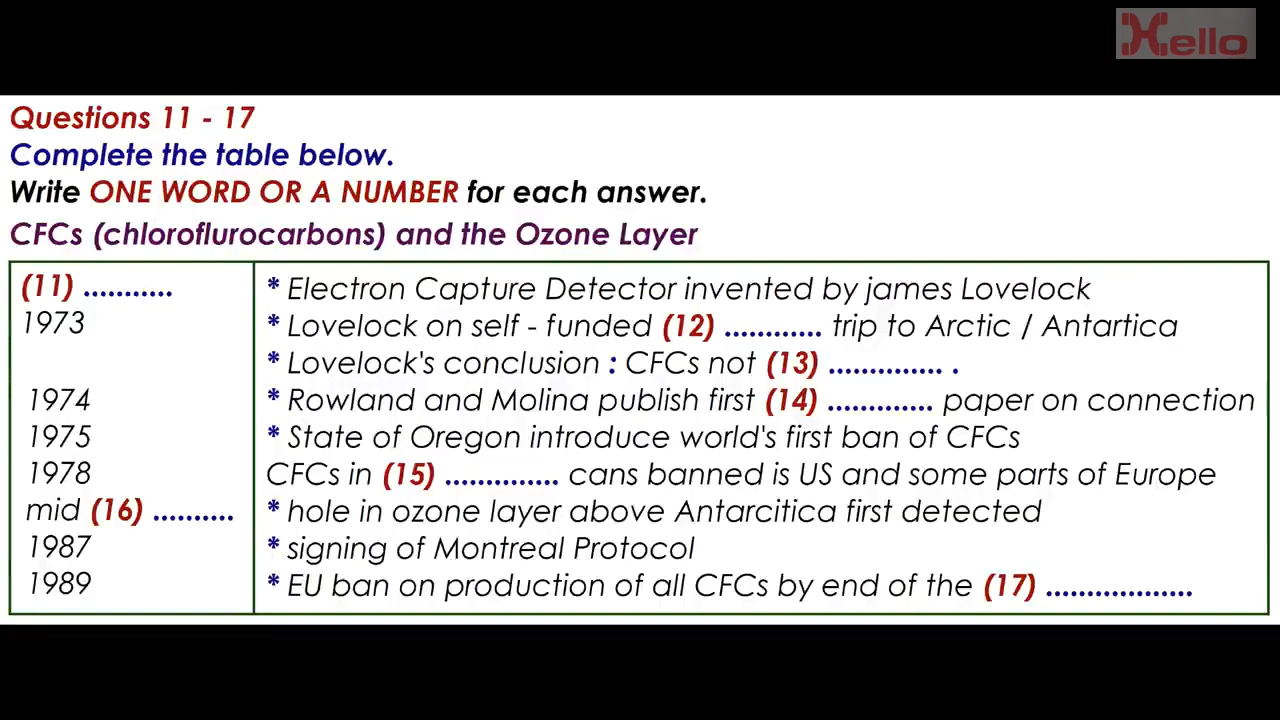 Hello
Questions 11 - 17
Complete the table below.
Write ONE WORD OR A NUMBER for each answer.
CFCs (chloroflurocarbons) and the Ozone Layer
(11) ........... * Electron Capture Detector invented by james Lovelock
1973 * Lovelock on self - funded (12) ............ trip to Arctic / Antartica
* Lovelock's conclusion : CFCs not (13) .............. .
1974 * Rowland and Molina publish first (14) ............. paper on connection
1975 * State of Oregon introduce world's first ban of CFCs
1978 CFCs in (15) .............. cans banned is US and some parts of Europe
mid (16) .......... * hole in ozone layer above Antarcitica first detected
1987 * signing of Montreal Protocol
1989 * EU ban on production of all CFCs by end of the (17) ..................